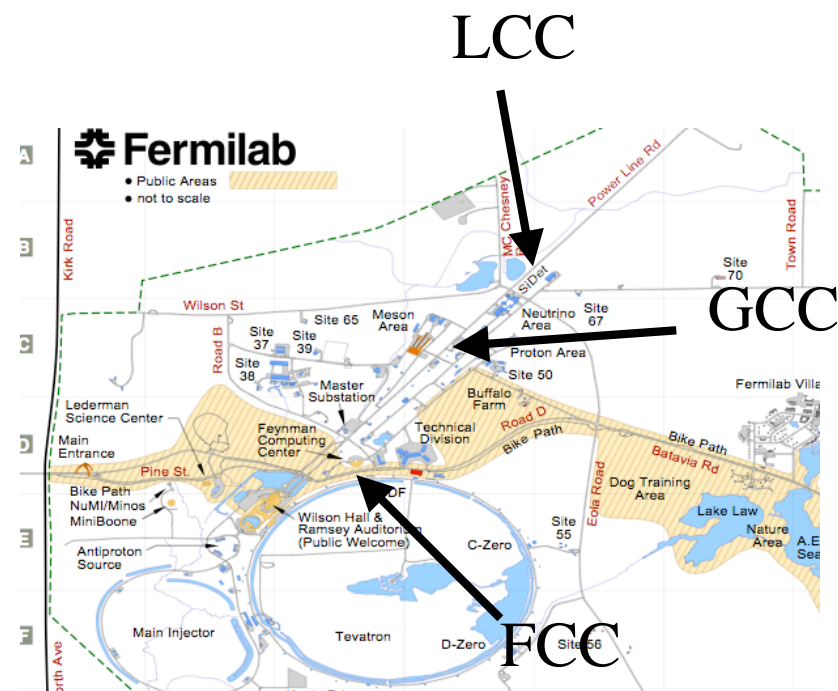 LCC
A
Fermilab
• Public Areas
• not to scale
Kirk Road
MC Chesney
Power Line Rd
Town Road
B
SiDet
Site
70
Wilson St
GCC
C
Road B
Site 65
Meson
Area
Neutrino
Area
Site
67
Site
37
Site
39
Site
38
Proton Area
Site 50
Master
Substation
Buffalo
Farm
Fermilab Villa
Lederman
Science Center
Feynman
Computing
Center
Technical
Division
Road D
Bike Path
D
Main
Entrance
Pine St.
Bike Path
Batavia Rd
Bike Path
NuMI/Minos
MiniBoone
DF
Eola Road
Dog Training
Area
Lake Law
Nature
Area
A.E
Sea
E
Wilson Hall &
Ramsey Auditorium
(Public Welcome)
C-Zero
Site
55
Antiproton
Source
F
Main Injector
Tevatron
D-Zero
FCC
Site 56
orth Ave